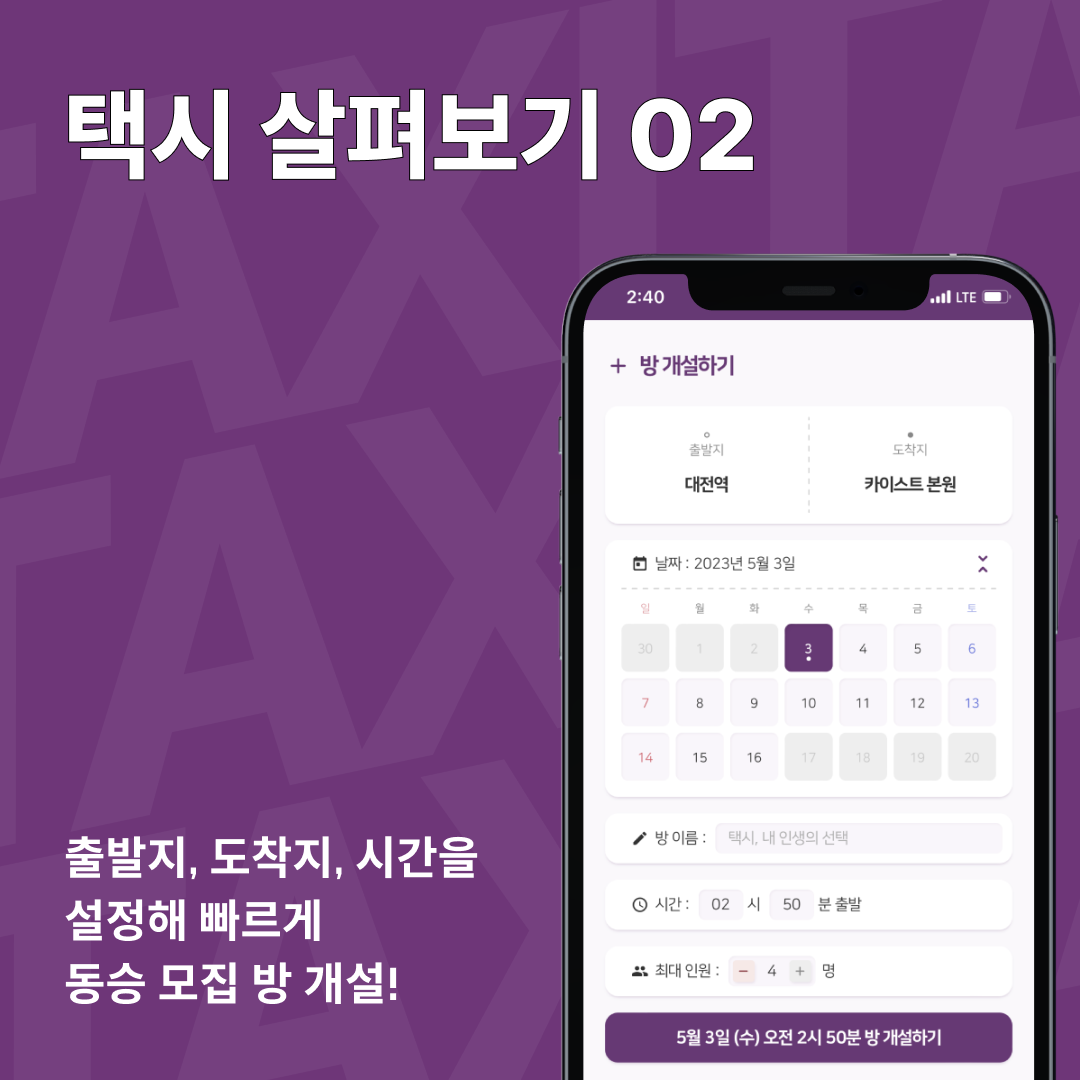 택시 살펴보기 02
2:40
LTE
+ 방 개설하기
출발지
도착지
대전역
카이스트 본원
날짜 : 2023년 5월 3일
일 월 화 수 목 금 토
30 1 2 3 4 5 6
7 8 9 10 11 12 13
14 15 16 17 18 19 20
방 이름 : 택시, 내 인생의 선택
시간 : 02 시 50 분 출발
최대 인원 : − 4 + 명
5월 3일 (수) 오전 2시 50분 방 개설하기
출발지, 도착지, 시간을
설정해 빠르게
동승 모집 방 개설!
TAXI TA
TAXI
TAXI